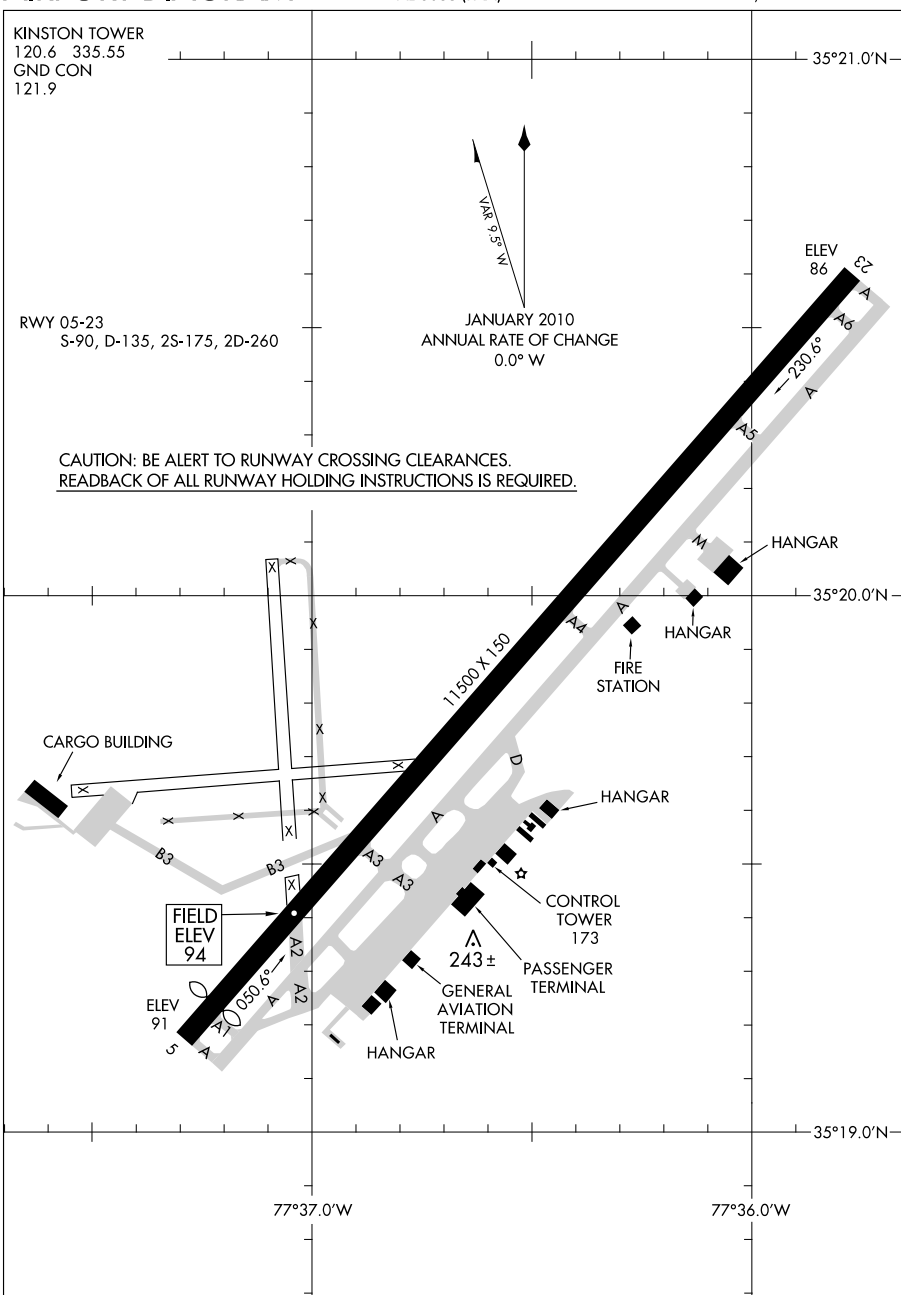 KINSTON TOWER
120.6 335.55
GND CON
121.9
35°21.0'N
VAR 9.5° W
JANUARY 2010
ANNUAL RATE OF CHANGE
0.0° W
RWY 05-23
S-90, D-135, 2S-175, 2D-260
ELEV
86
23
A
A6
230.6°
A
A5
CAUTION: BE ALERT TO RUNWAY CROSSING CLEARANCES.
READBACK OF ALL RUNWAY HOLDING INSTRUCTIONS IS REQUIRED.
M
HANGAR
X
X
35°20.0'N
HANGAR
A
A4
X
FIRE
STATION
11500 X 150
X
CARGO BUILDING
D
X
X
X
HANGAR
X
X
X
X
A
X
B3
B3
A3
A3
X
CONTROL
TOWER
173
FIELD
ELEV
94
A2
243 ±
PASSENGER
TERMINAL
050.6°
A
A2
GENERAL
AVIATION
TERMINAL
ELEV
91
A1
5
A
HANGAR
35°19.0'N
77°37.0'W
77°36.0'W